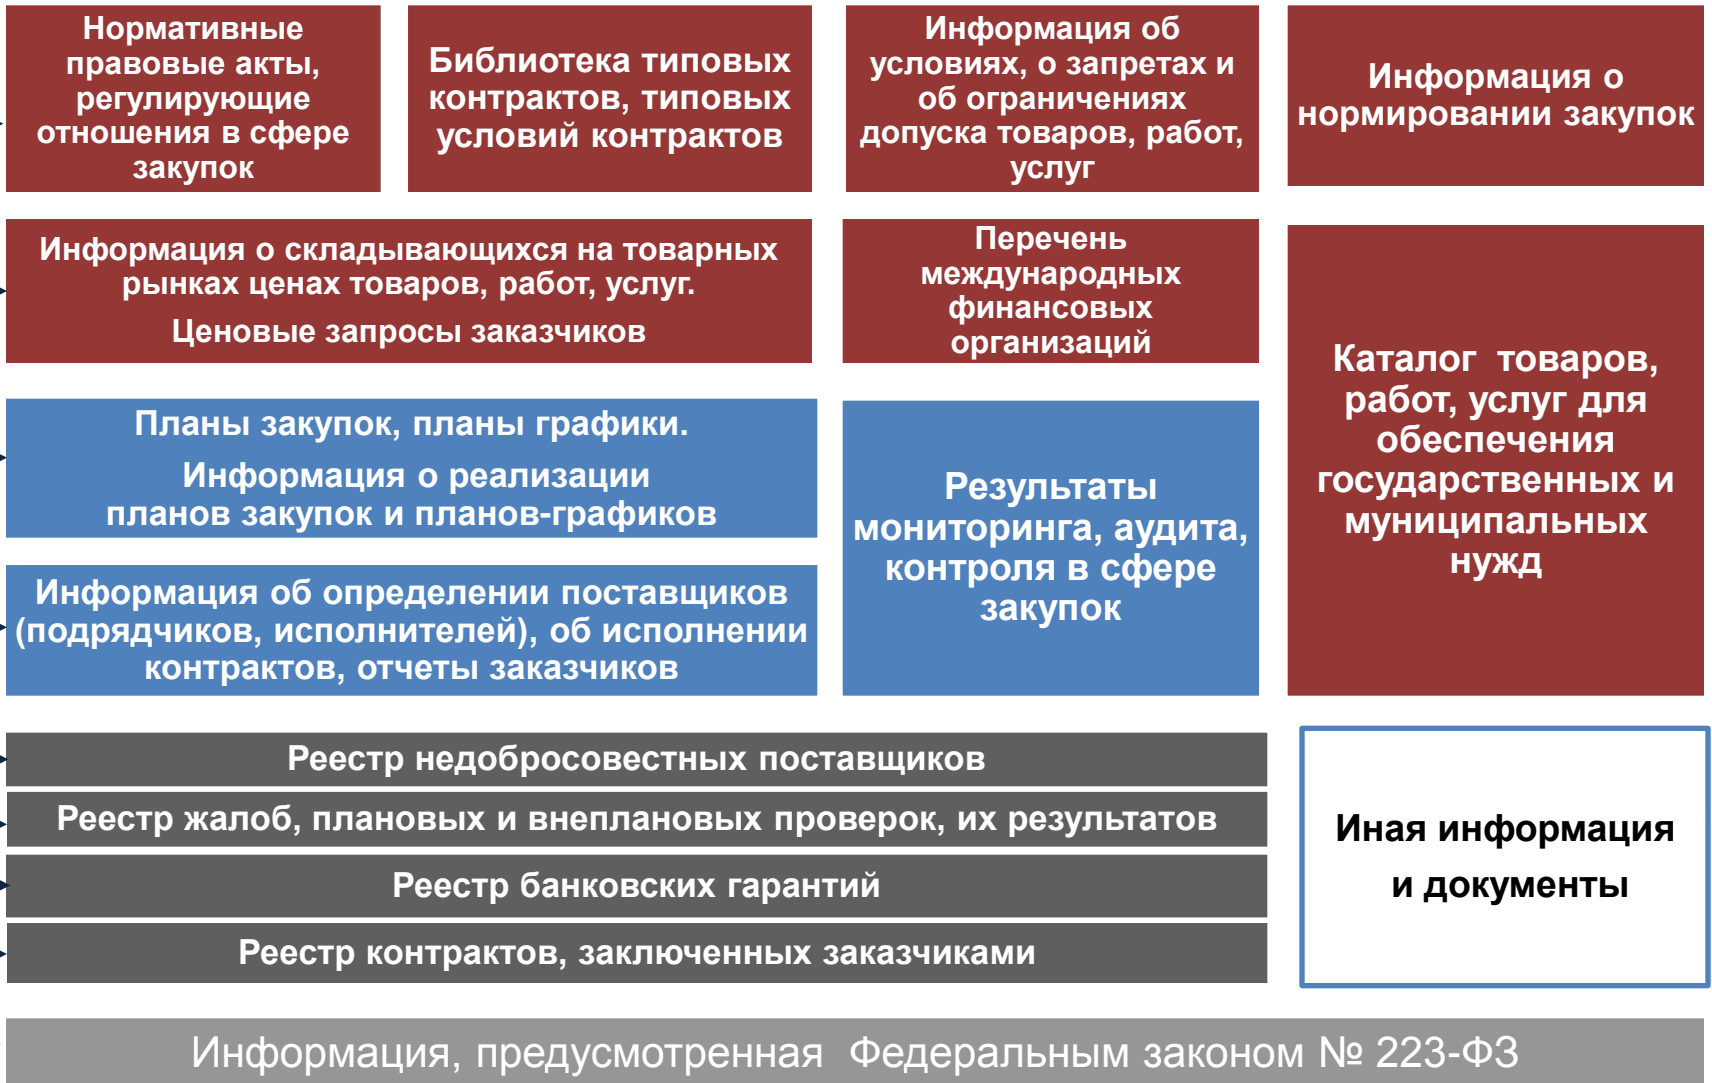 Нормативные
правовые акты,
регулирующие
отношения в сфере
закупок
Библиотека типовых
контрактов, типовых
условий контрактов
Информация об
условиях, о запретах и
об ограничениях
допуска товаров, работ,
услуг
Информация о
нормировании закупок
Информация о складывающихся на товарных
рынках ценах товаров, работ, услуг.
Ценовые запросы заказчиков
Перечень
международных
финансовых
организаций
Каталог  товаров,
работ, услуг для
обеспечения
государственных и
муниципальных
нужд
Планы закупок, планы графики.
Информация о реализации
планов закупок и планов-графиков
Результаты
мониторинга, аудита,
контроля в сфере
закупок
Информация об определении поставщиков
(подрядчиков, исполнителей), об исполнении
контрактов, отчеты заказчиков
Реестр недобросовестных поставщиков
Реестр жалоб, плановых и внеплановых проверок, их результатов
Реестр банковских гарантий
Реестр контрактов, заключенных заказчиками
Иная информация
и документы
Информация, предусмотренная  Федеральным законом № 223-ФЗ